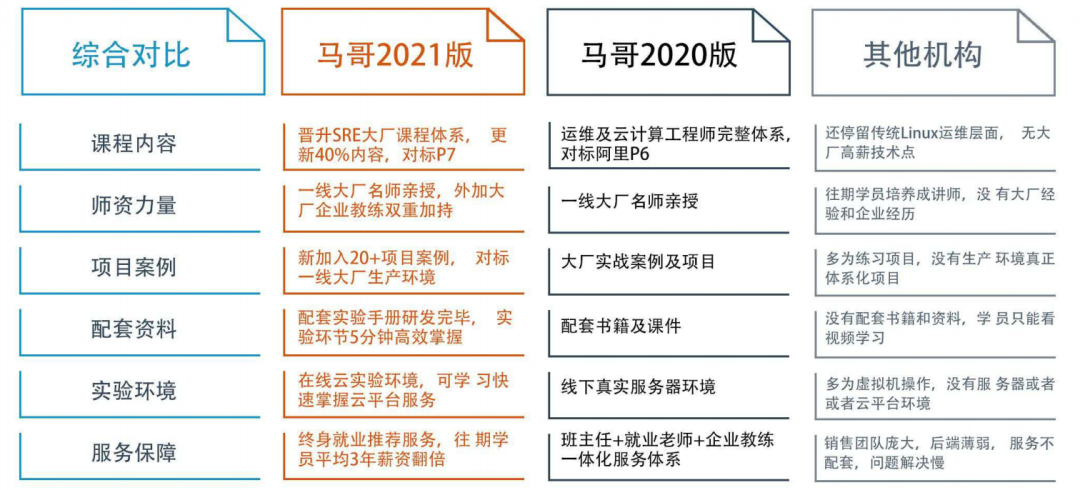 综合对比
马哥2021版
马哥2020版
其他机构
课程内容
晋升SRE大厂课程体系， 更
新40%内容，对标P7
运维及云计算工程师完整体系，
对标阿里P6
还停留传统Linux运维层面， 无大
厂高薪技术点
师资力量
一线大厂名师亲授，外加大
厂企业教练双重加持
一线大厂名师亲授
往期学员培养成讲师，没 有大厂经
验和企业经历
项目案例
新加入20+项目案例， 对标
一线大厂生产环境
大厂实战案例及项目
多为练习项目，没有生产 环境真正
体系化项目
配套资料
配套实验手册研发完毕， 实
验环节5分钟高效掌握
配套书籍及课件
没有配套书籍和资料，学 员只能看
视频学习
实验环境
在线云实验环境，可学 习快
速掌握云平台服务
线下真实服务器环境
多为虚拟机操作，没有服 务器或者
或者云平台环境
服务保障
终身就业推荐服务，往 期学
员平均3年薪资翻倍
班主任+就业老师+企业教练
一体化服务体系
销售团队庞大，后端薄弱， 服务不
配套，问题解决慢